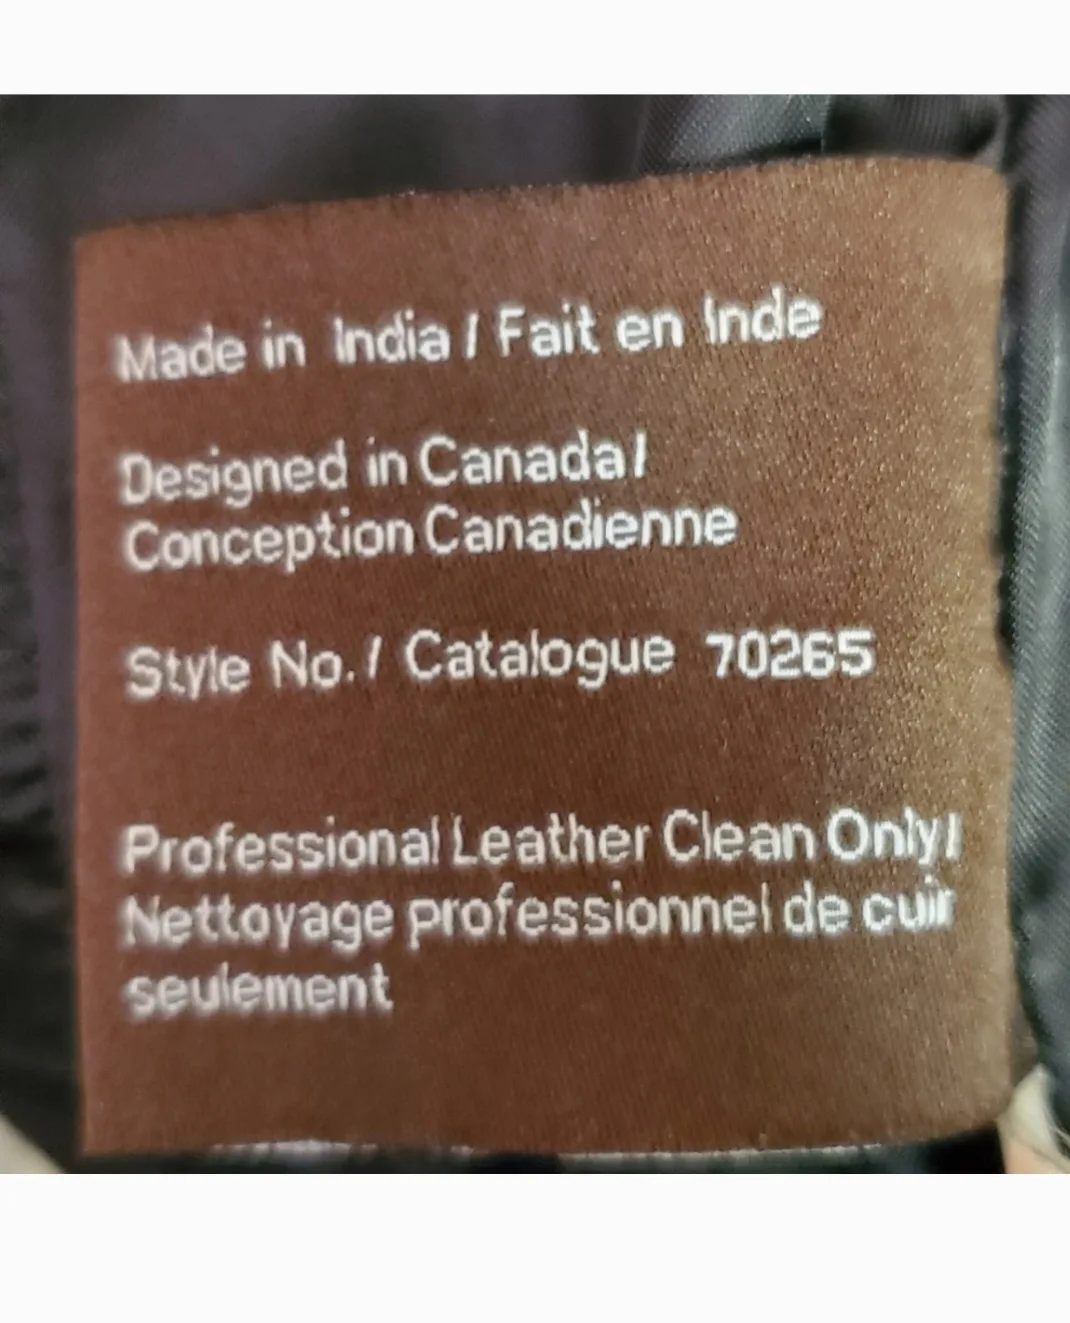 Made in India / Fait en Inde
Designed in Canada/
Conception Canadienne
Style No. / Catalogue 70265
Professional Leather Clean Only/
Nettoyage professionnel de cuir
seulement